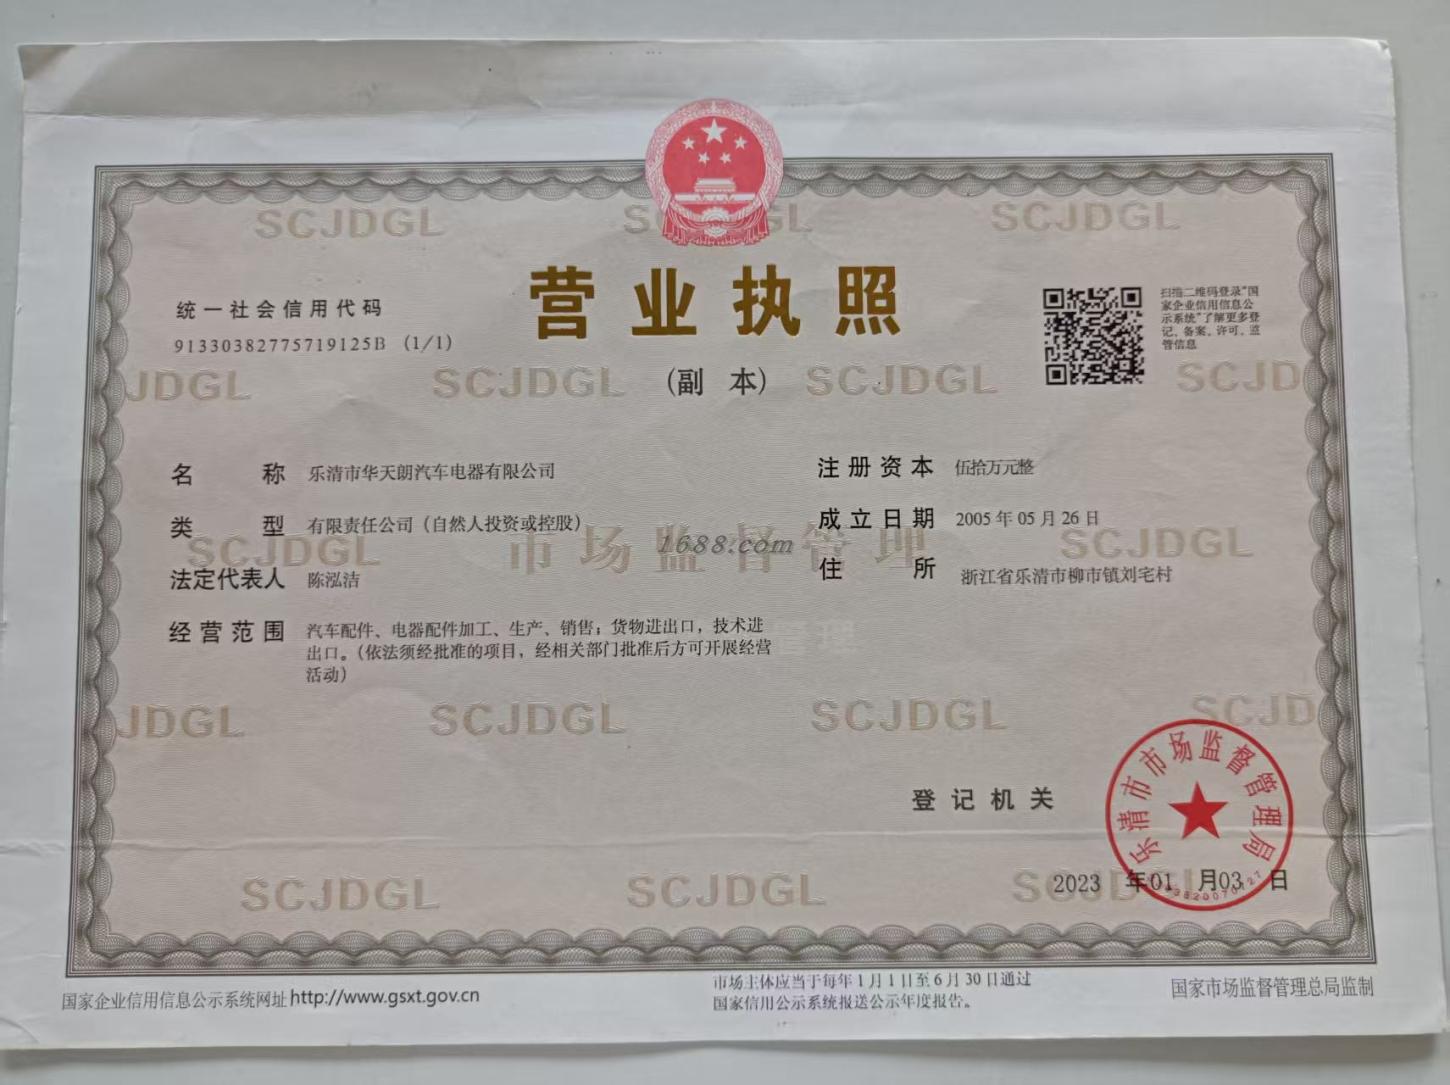 营业执照
(副 本)
统一社会信用代码
91330382775719125B (1/1)
扫描二维码登录“国
家企业信用信息公
示系统”了解更多登
记、备案、许可、监
管信息
名 称 乐清市华天朗汽车电器有限公司
类 型 有限责任公司（自然人投资或控股）
法定代表人 陈泓洁
经营范围 汽车配件、电器配件加工、生产、销售；货物进出口，技术进
出口。（依法须经批准的项目，经相关部门批准后方可开展经营
活动）
注册资本 伍拾万元整
成立日期 2005年05月26日
住 所 浙江省乐清市柳市镇刘宅村
SCJDGL
SCJDGL
JDGL
SCJDGL
SCJDGL
SCJD
SCJDGL
市场监督管理
SCJDGL
1688.com
JDGL
SCJDGL
SCJDGL
SCJD
SCJDGL
SCJDGL
登记机关
乐清市市场监督管理局
2023 年01 月03 日
国家企业信用信息公示系统网址http://www.gsxt.gov.cn
市场主体应当于每年1月1日至6月30日通过
国家信用公示系统报送公示年度报告。
国家市场监督管理总局监制